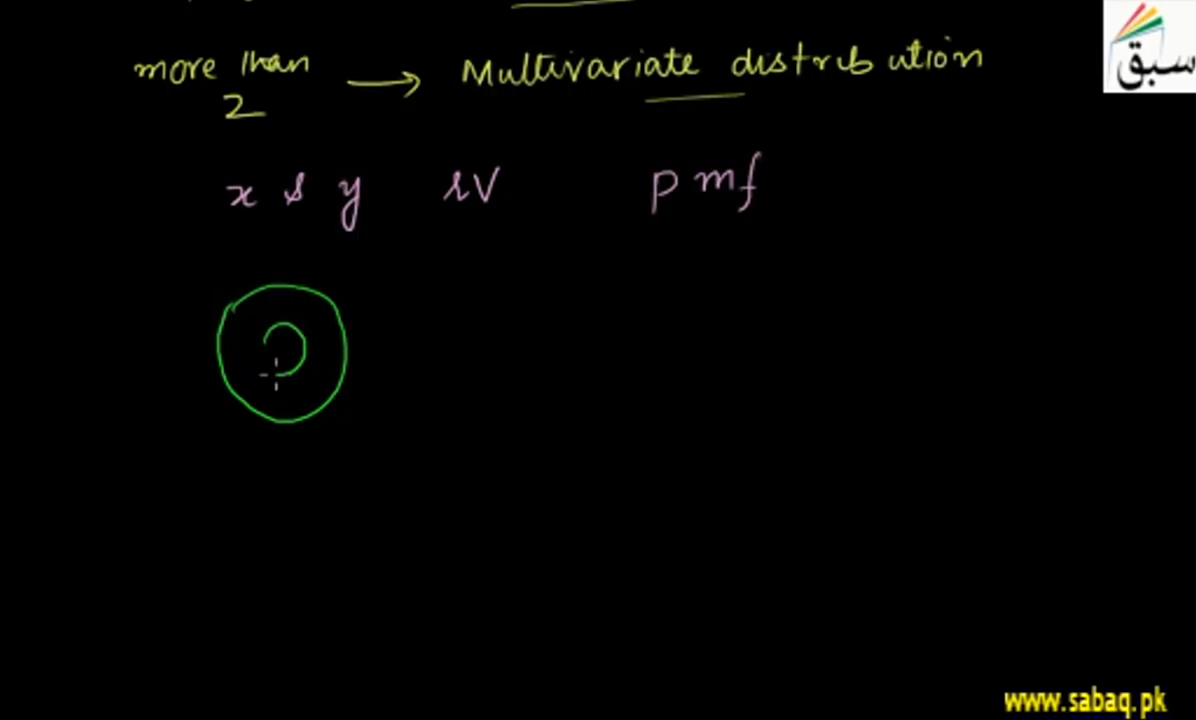 more than → Multivariate distribution
2
x & y rv pmf
سبق
www.sabaq.pk